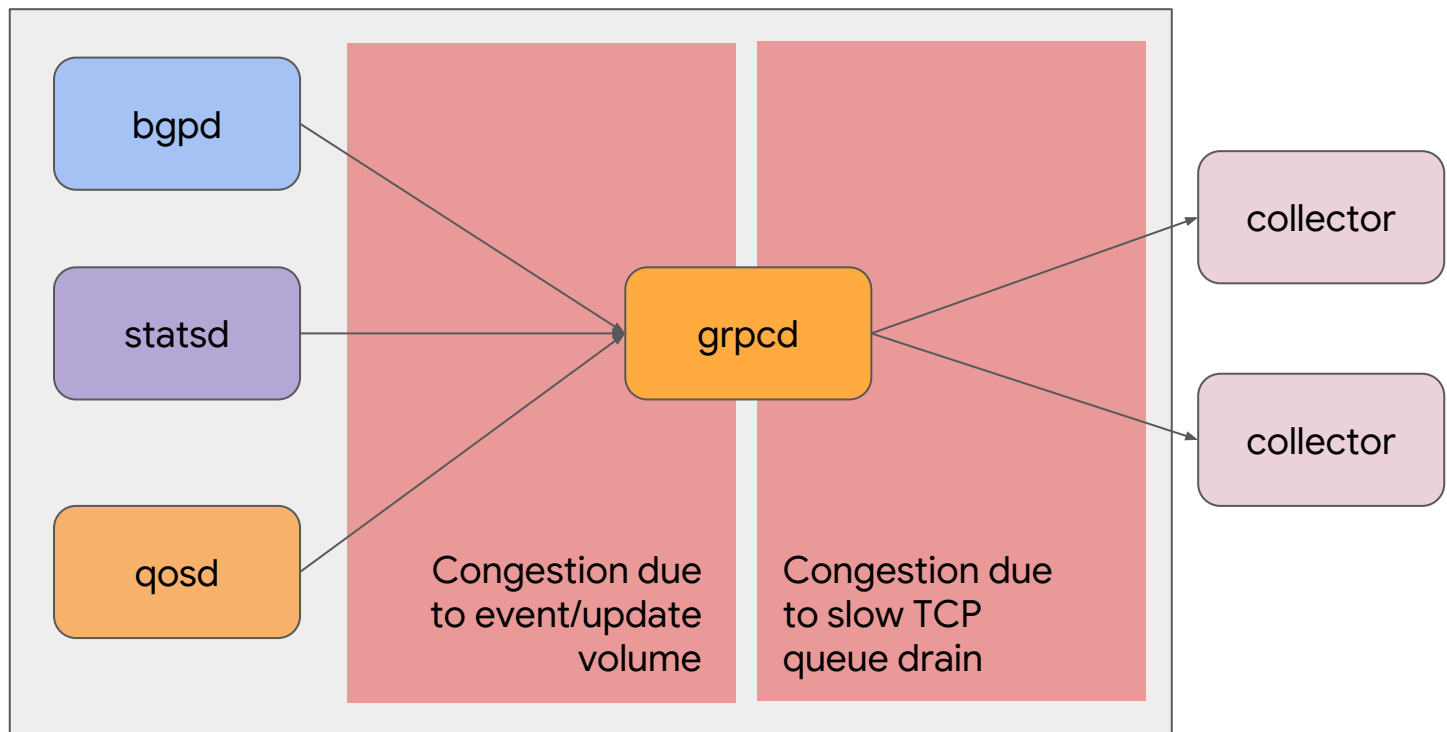 bgpd
statsd
qosd
grpcd
collector
collector
Congestion due
to event/update
volume
Congestion due
to slow TCP
queue drain